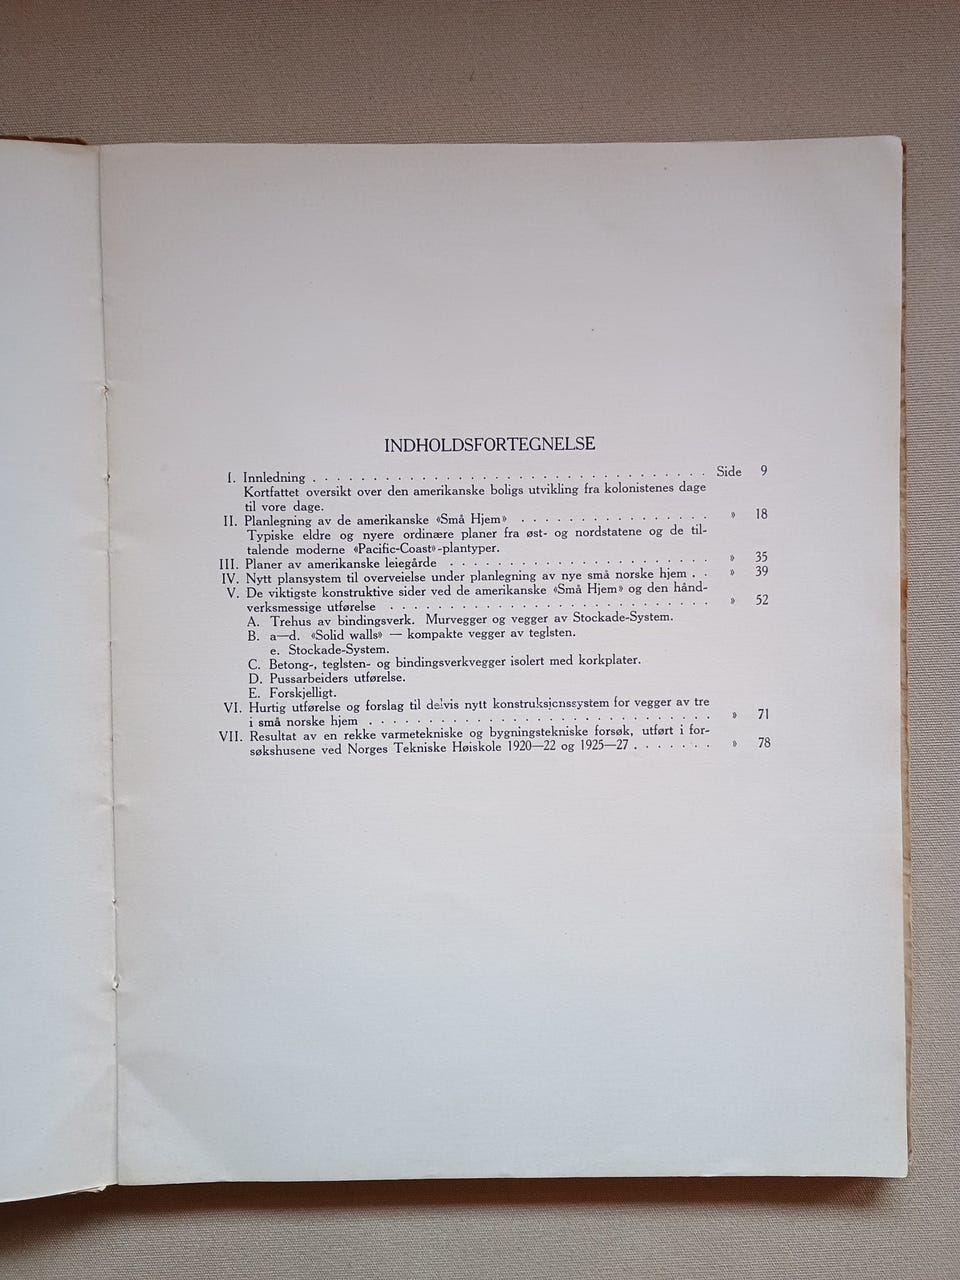 INDHOLDSFORTEGNELSE
I. Innledning . . . . . . . . . . . . . . . . . . . . . . . . . . . . . . . . . Side 9
Kortfattet oversikt over den amerikanske boligs utvikling fra kolonistenes dage
til vore dage.
II. Planlegning av de amerikanske «Små Hjem» . . . . . . . . . . . . . . . . » 18
Typiske eldre og nyere ordinære planer fra øst- og nordstatene og de til-
talende moderne «Pacific-Coast»-plantyper.
III. Planer av amerikanske leiegårde . . . . . . . . . . . . . . . . . . . . . . » 35
IV. Nytt plansystem til overveielse under planlegning av nye små norske hjem . . » 39
V. De viktigste konstruktive sider ved de amerikanske «Små Hjem» og den hånd-
verksmessige utførelse . . . . . . . . . . . . . . . . . . . . . . . . . . . » 52
A. Trehus av bindingsverk. Murvegger og vegger av Stockade-System.
B. a—d. «Solid walls» — kompakte vegger av teglsten.
e. Stockade-System.
C. Betong-, teglsten- og bindingsverkvegger isolert med korkplater.
D. Pussarbeiders utførelse.
E. Forskjelligt.
VI. Hurtig utførelse og forslag til delvis nytt konstruksjonssystem for vegger av tre
i små norske hjem . . . . . . . . . . . . . . . . . . . . . . . . . . . . . » 71
VII. Resultat av en rekke varmetekniske og bygningstekniske forsøk, utført i for-
søkshusene ved Norges Tekniske Høiskole 1920—22 og 1925—27 . . . . . . . » 78